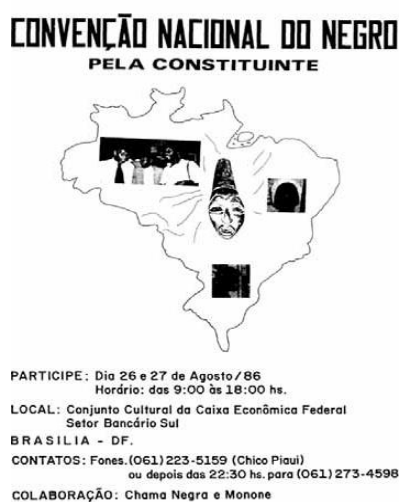 CONVENÇÃO NACIONAL DO NEGRO
PELA CONSTITUINTE
PARTICIPE: Dia 26 e 27 de Agosto/86
Horário: das 9:00 às 18:00 hs.
LOCAL: Conjunto Cultural da Caixa Econômica Federal
Setor Bancário Sul
BRASILIA - DF.
CONTATOS: Fones.(061)223-5159 (Chico Piaui)
ou depois das 22:30 hs. para (061)273-4598
COLABORAÇÃO: Chama Negra e Monone